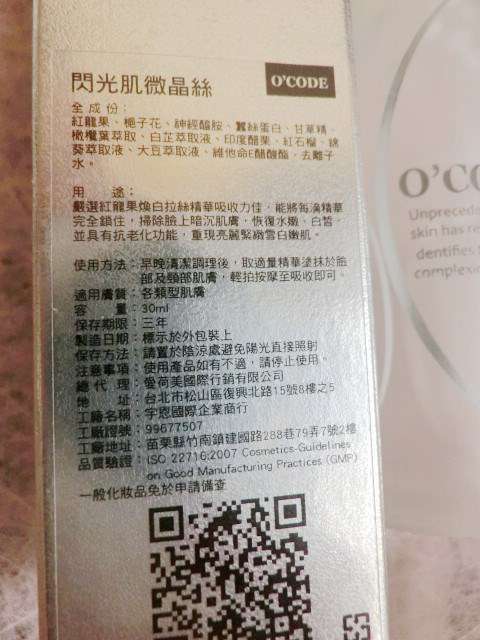 閃光肌微晶絲
O'CODE
全成份：
紅龍果、梔子花、神經醯胺、蠶絲蛋白、甘草精、
橄欖葉萃取、白芷萃取液、印度醋栗、紅石榴、錦
葵萃取液、大豆萃取液、維他命E醋酸酯，去離子
水。
用途：
嚴選紅龍果煥白拉絲精華吸收力佳，能將每滴精華
完全鎖住，掃除臉上暗沉肌膚，恢復水嫩、白皙，
並具有抗老化功能，重現亮麗緊緻雪白嫩肌。
使用方法：早晚清潔調理後，取適量精華塗抹於臉
部及頸部肌膚，輕拍按摩至吸收即可。
適用膚質：各類型肌膚
容量：30ml
保存期限：三年
製造日期：標示於外包裝上
保存方法：請置於陰涼處避免陽光直接照射
注意事項：使用產品如有不適，請停止使用。
總代理：愛荷美國際行銷有限公司
地址：台北市松山區復興北路15號8樓之5
工廠名稱：宇恩國際企業商行
工廠證號：99677507
工廠地址：苗栗縣竹南鎮建國路288巷79弄7號2樓
品質驗證：ISO 22716:2007 Cosmetics-Guidelines
on Good Manufacturing Practices (GMP)
一般化妝品免於申請備查
O'CO
Unprecede
skin has re
dentifies
complexio